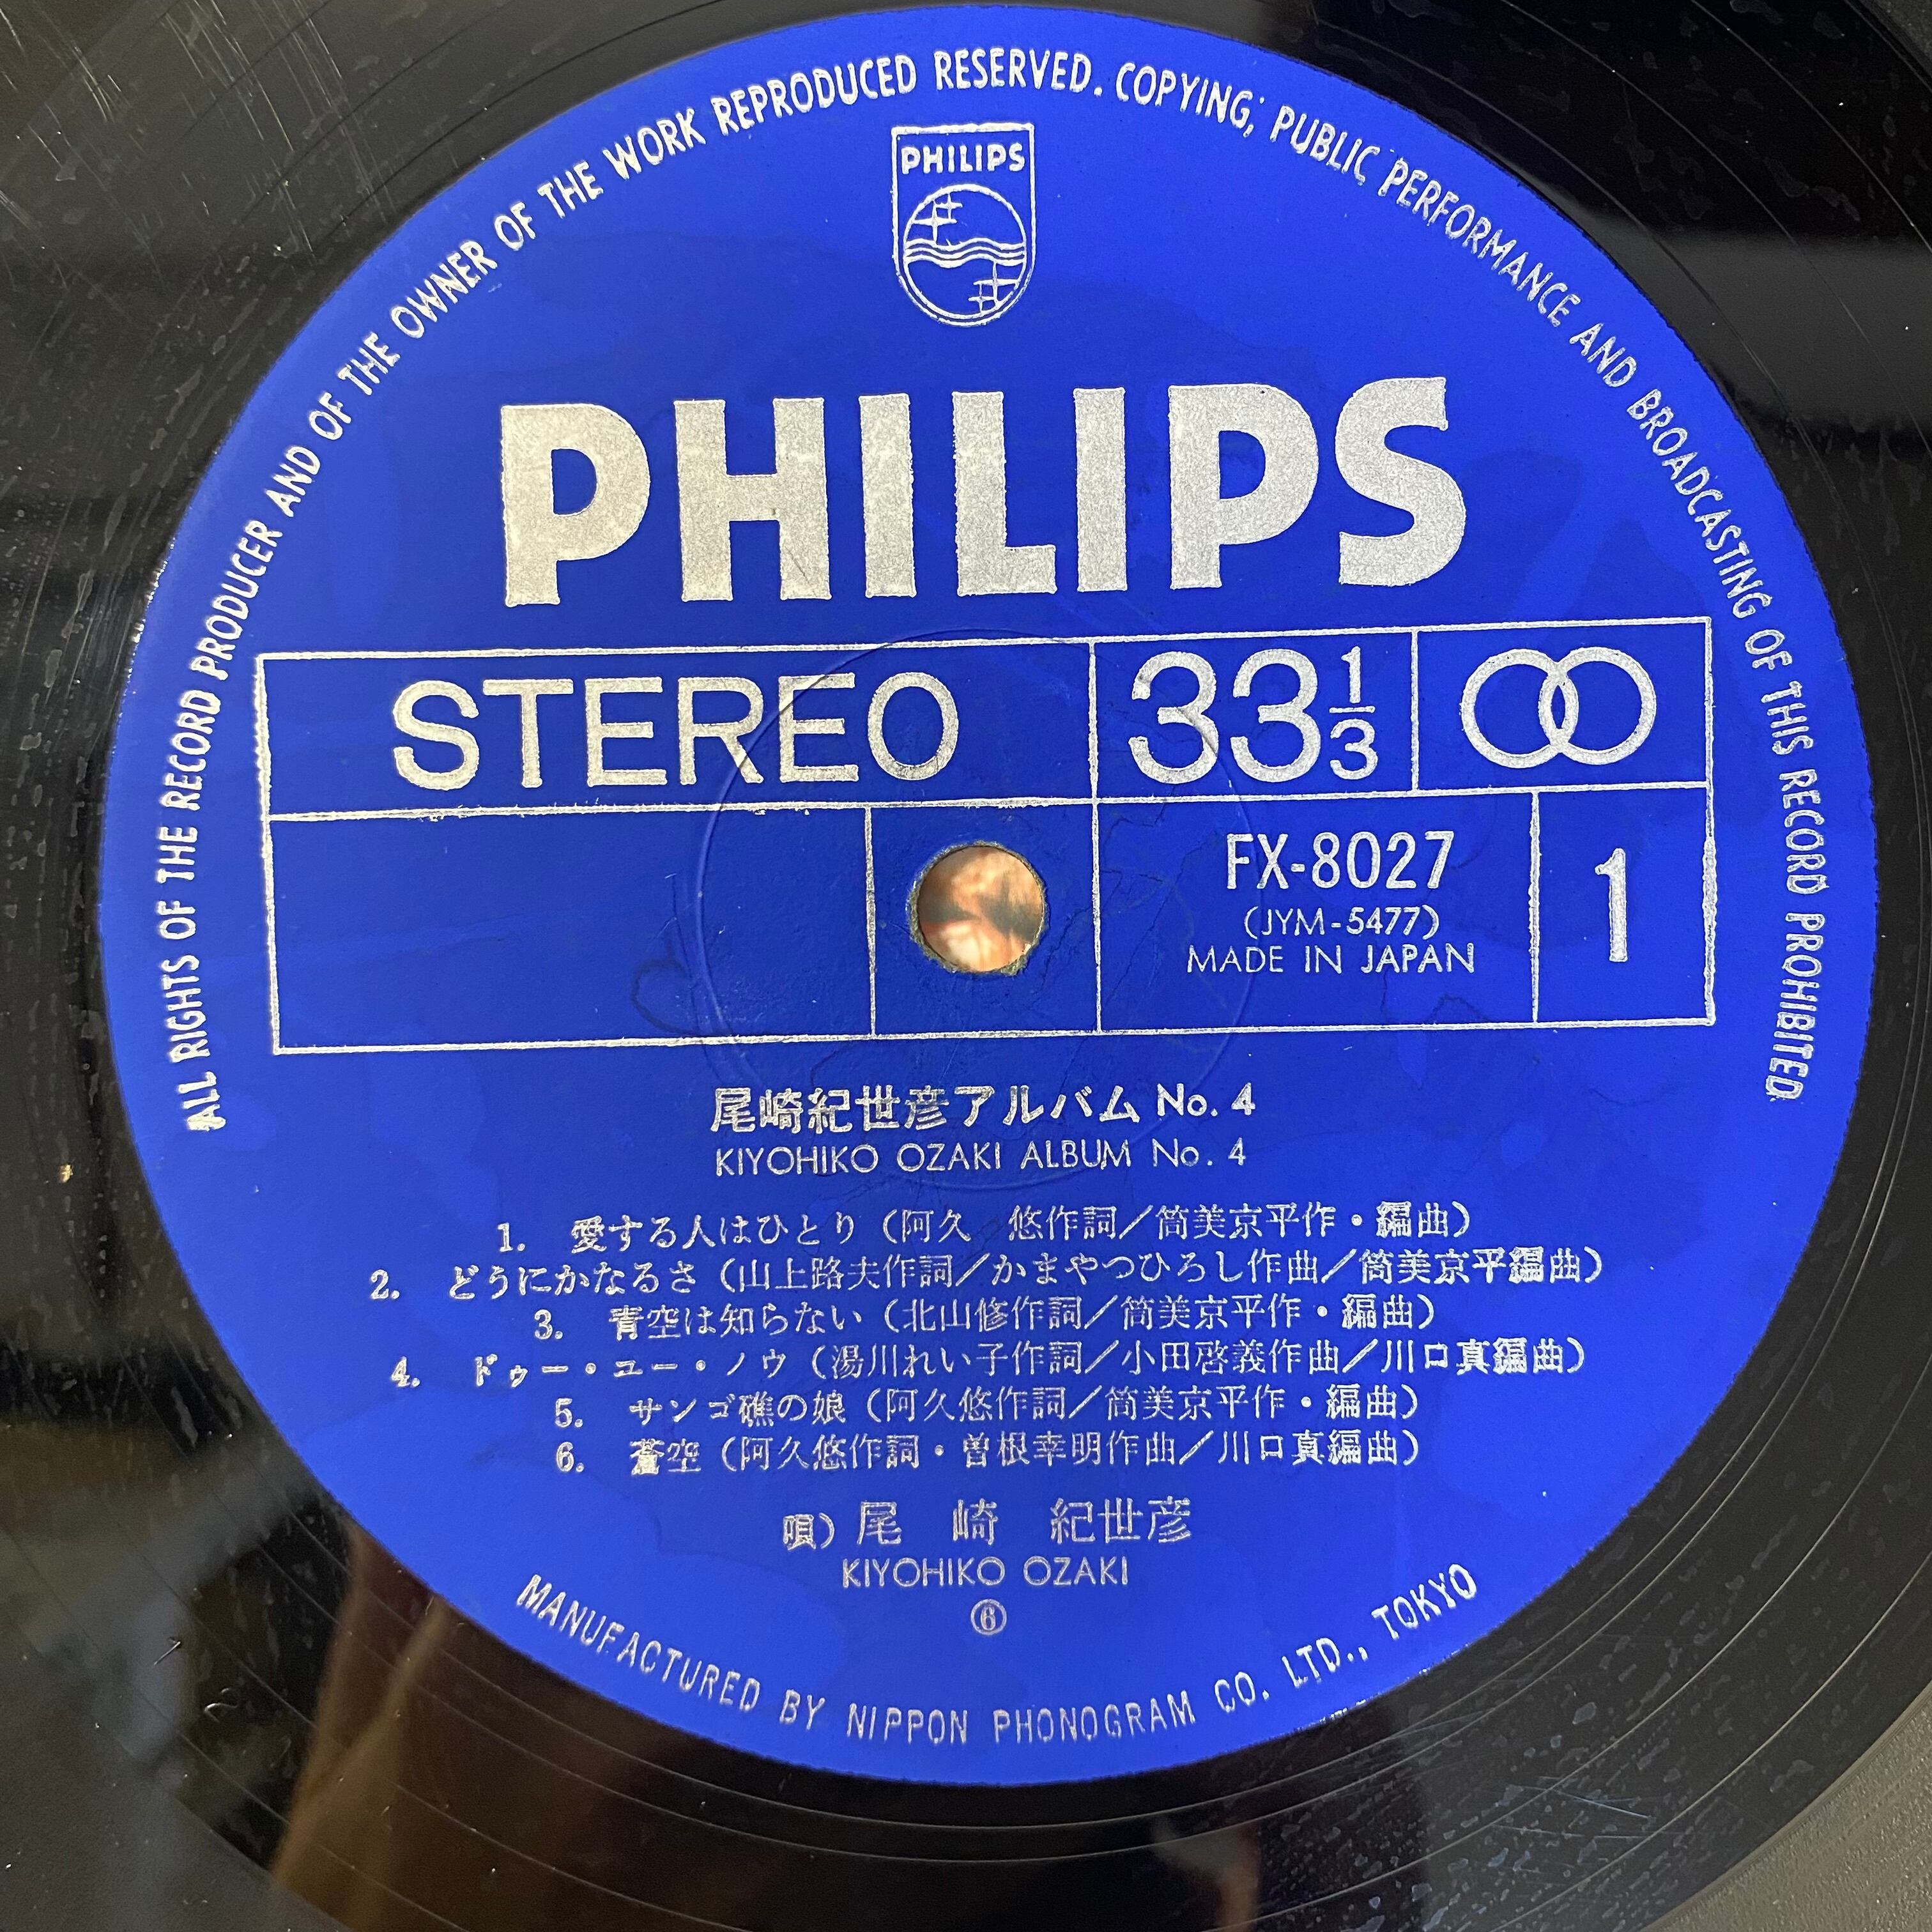 ALL RIGHTS OF THE RECORD PRODUCER AND OF THE OWNER OF THE WORK REPRODUCED RESERVED. COPYING, PUBLIC PERFORMANCE AND BROADCASTING OF THIS RECORD PROHIBITED
PHILIPS
PHILIPS
STEREO 33 1/3
FX-8027
(JYM-5477)
MADE IN JAPAN
1
尾崎紀世彦アルバム No. 4
KIYOHIKO OZAKI ALBUM No. 4
1. 愛する人はひとり（阿久 悠作詞／筒美京平作・編曲）
2. どうにかなるさ（山上路夫作詞／かまやつひろし作曲／筒美京平編曲）
3. 青空は知らない（北山修作詞／筒美京平作・編曲）
4. ドゥー・ユー・ノウ（湯川れい子作詞／小田啓義作曲／川口真編曲）
5. サンゴ礁の娘（阿久悠作詞／筒美京平作・編曲）
6. 蒼空（阿久悠作詞・曽根幸明作曲／川口真編曲）
唄）尾 崎 紀世彦
KIYOHIKO OZAKI
⑥
MANUFACTURED BY NIPPON PHONOGRAM CO. LTD., TOKYO